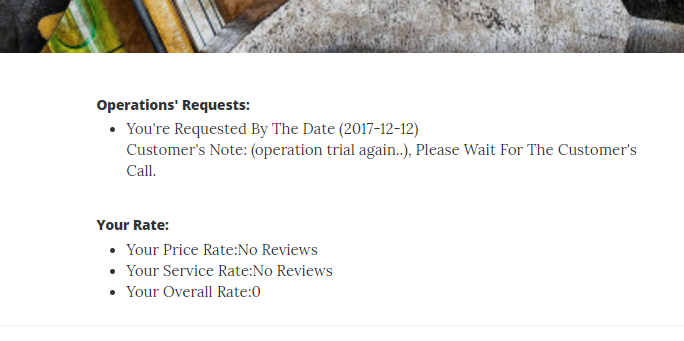 Operations' Requests:
You're Requested By The Date (2017-12-12)
Customer's Note: (operation trial again..), Please Wait For The Customer's
Call.
Your Rate:
Your Price Rate:No Reviews
Your Service Rate:No Reviews
Your Overall Rate:0